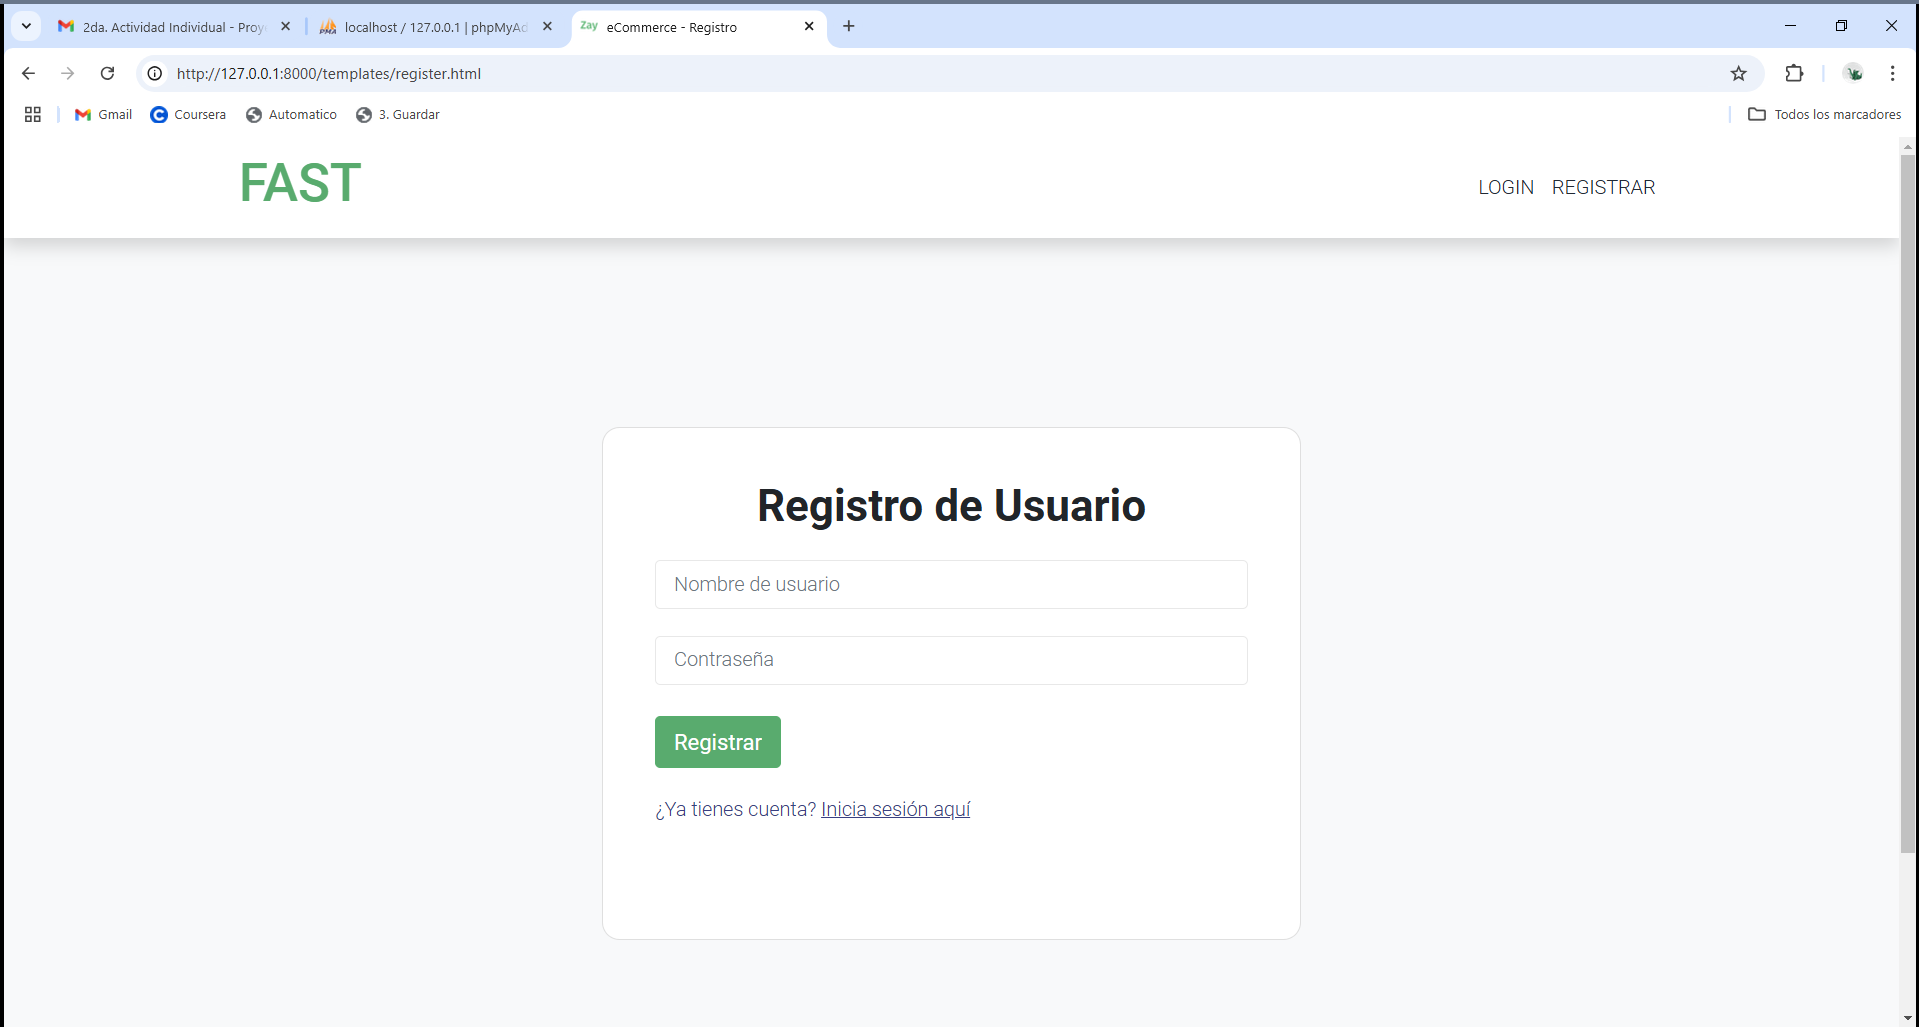 2da. Actividad Individual - Proy
localhost / 127.0.0.1 | phpMyAd
Zay eCommerce - Registro
http://127.0.0.1:8000/templates/register.html
Gmail Coursera Automatico 3. Guardar Todos los marcadores
FAST LOGIN REGISTRAR
Registro de Usuario
Nombre de usuario
Contraseña
Registrar
¿Ya tienes cuenta? Inicia sesión aquí